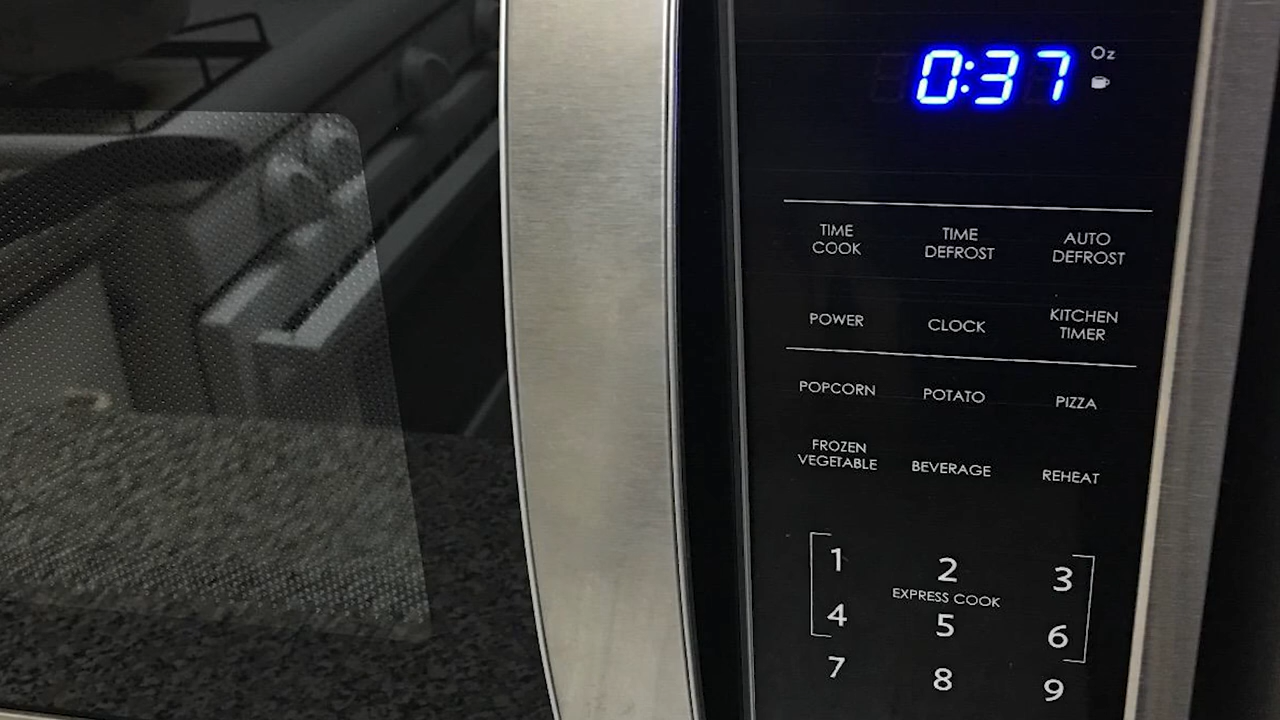 0:37 Oz
TIME COOK
TIME DEFROST
AUTO DEFROST
POWER
CLOCK
KITCHEN TIMER
POPCORN
POTATO
PIZZA
FROZEN VEGETABLE
BEVERAGE
REHEAT
1 2 3
EXPRESS COOK
4 5 6
7 8 9